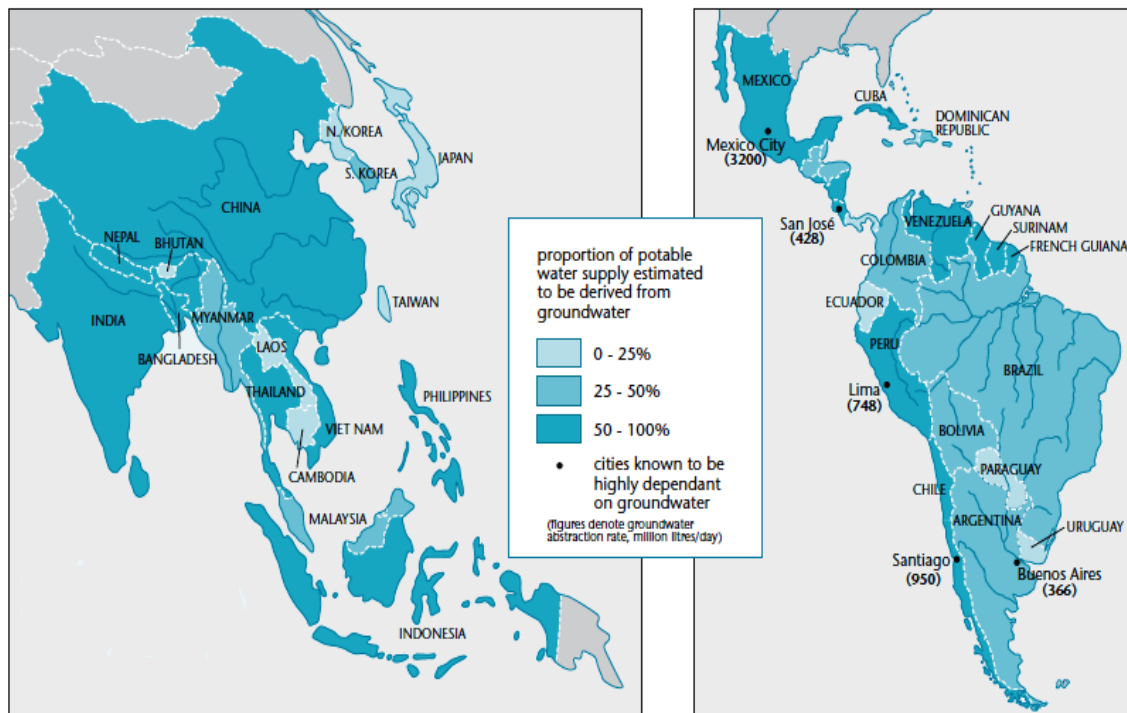 N. KOREA
JAPAN
S. KOREA
CHINA
NEPAL
BHUTAN
TAIWAN
INDIA
MYANMAR
LAOS
BANGLADESH
THAILAND
PHILIPPINES
VIET NAM
CAMBODIA
MALAYSIA
INDONESIA
proportion of potable
water supply estimated
to be derived from
groundwater
0 - 25%
25 - 50%
50 - 100%
cities known to be
highly dependant
on groundwater
(figures denote groundwater
abstraction rate, million litres/day)
MEXICO
CUBA
DOMINICAN
REPUBLIC
Mexico City
(3200)
San José
(428)
VENEZUELA
GUYANA
SURINAM
FRENCH GUIANA
COLOMBIA
ECUADOR
PERU
BRAZIL
Lima
(748)
BOLIVIA
PARAGUAY
CHILE
ARGENTINA
URUGUAY
Santiago
(950)
Buenos Aires
(366)